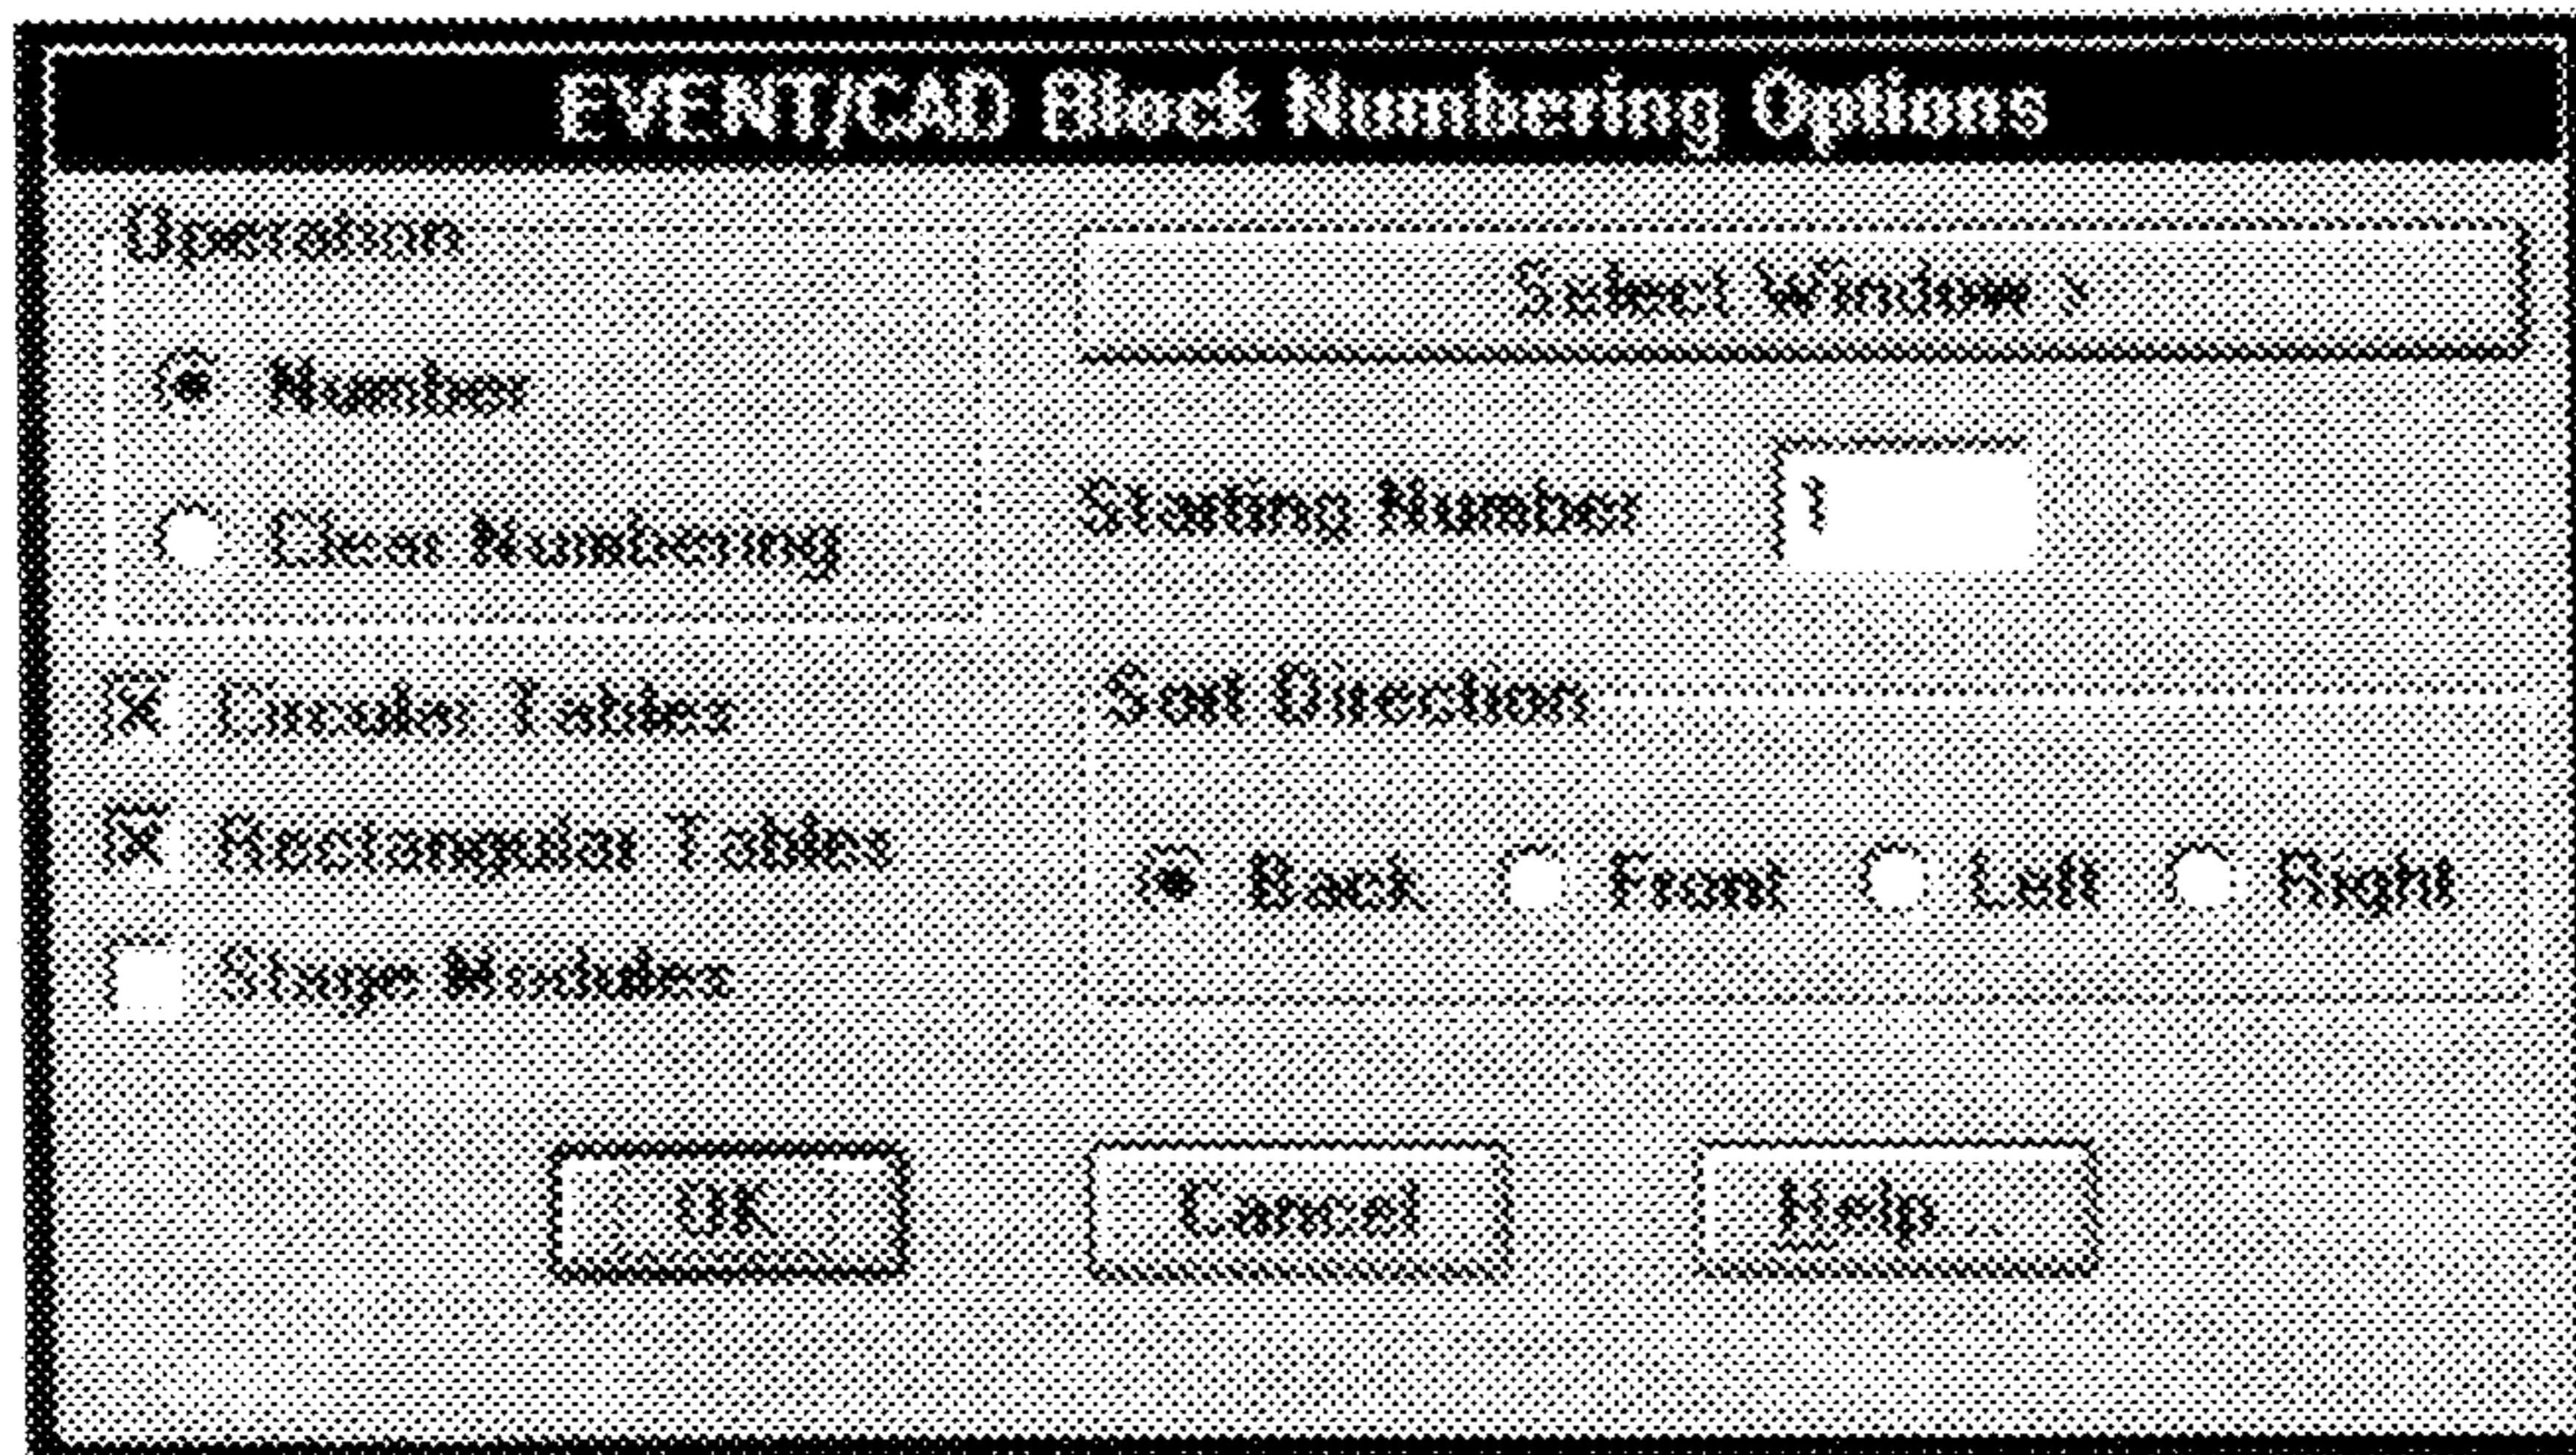 EVENT/CAD Block Numbering Options
Operation
Number
Clear Numbering
Circular Tables
Rectangular Tables
Stage Modules
Select Window >
Starting Number 1
Sort Direction
Back Front Left Right
OK Cancel Help...